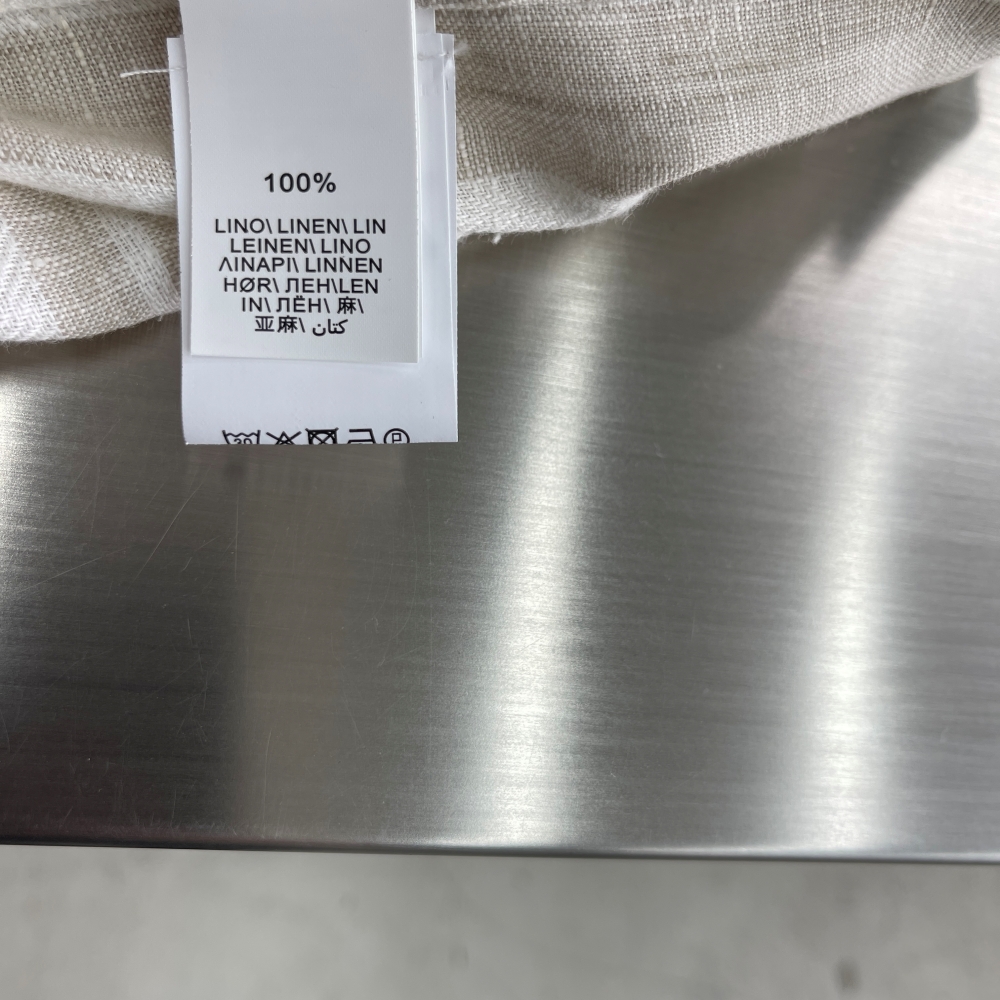 100%
LINO\ LINEN\ LIN
LEINEN\ LINO
ΛΙΝΑΡΙ\ LINNEN
HØR\ ЛЕН\LEN
IN\ ЛЁН\ 麻\
亚麻\ كتان